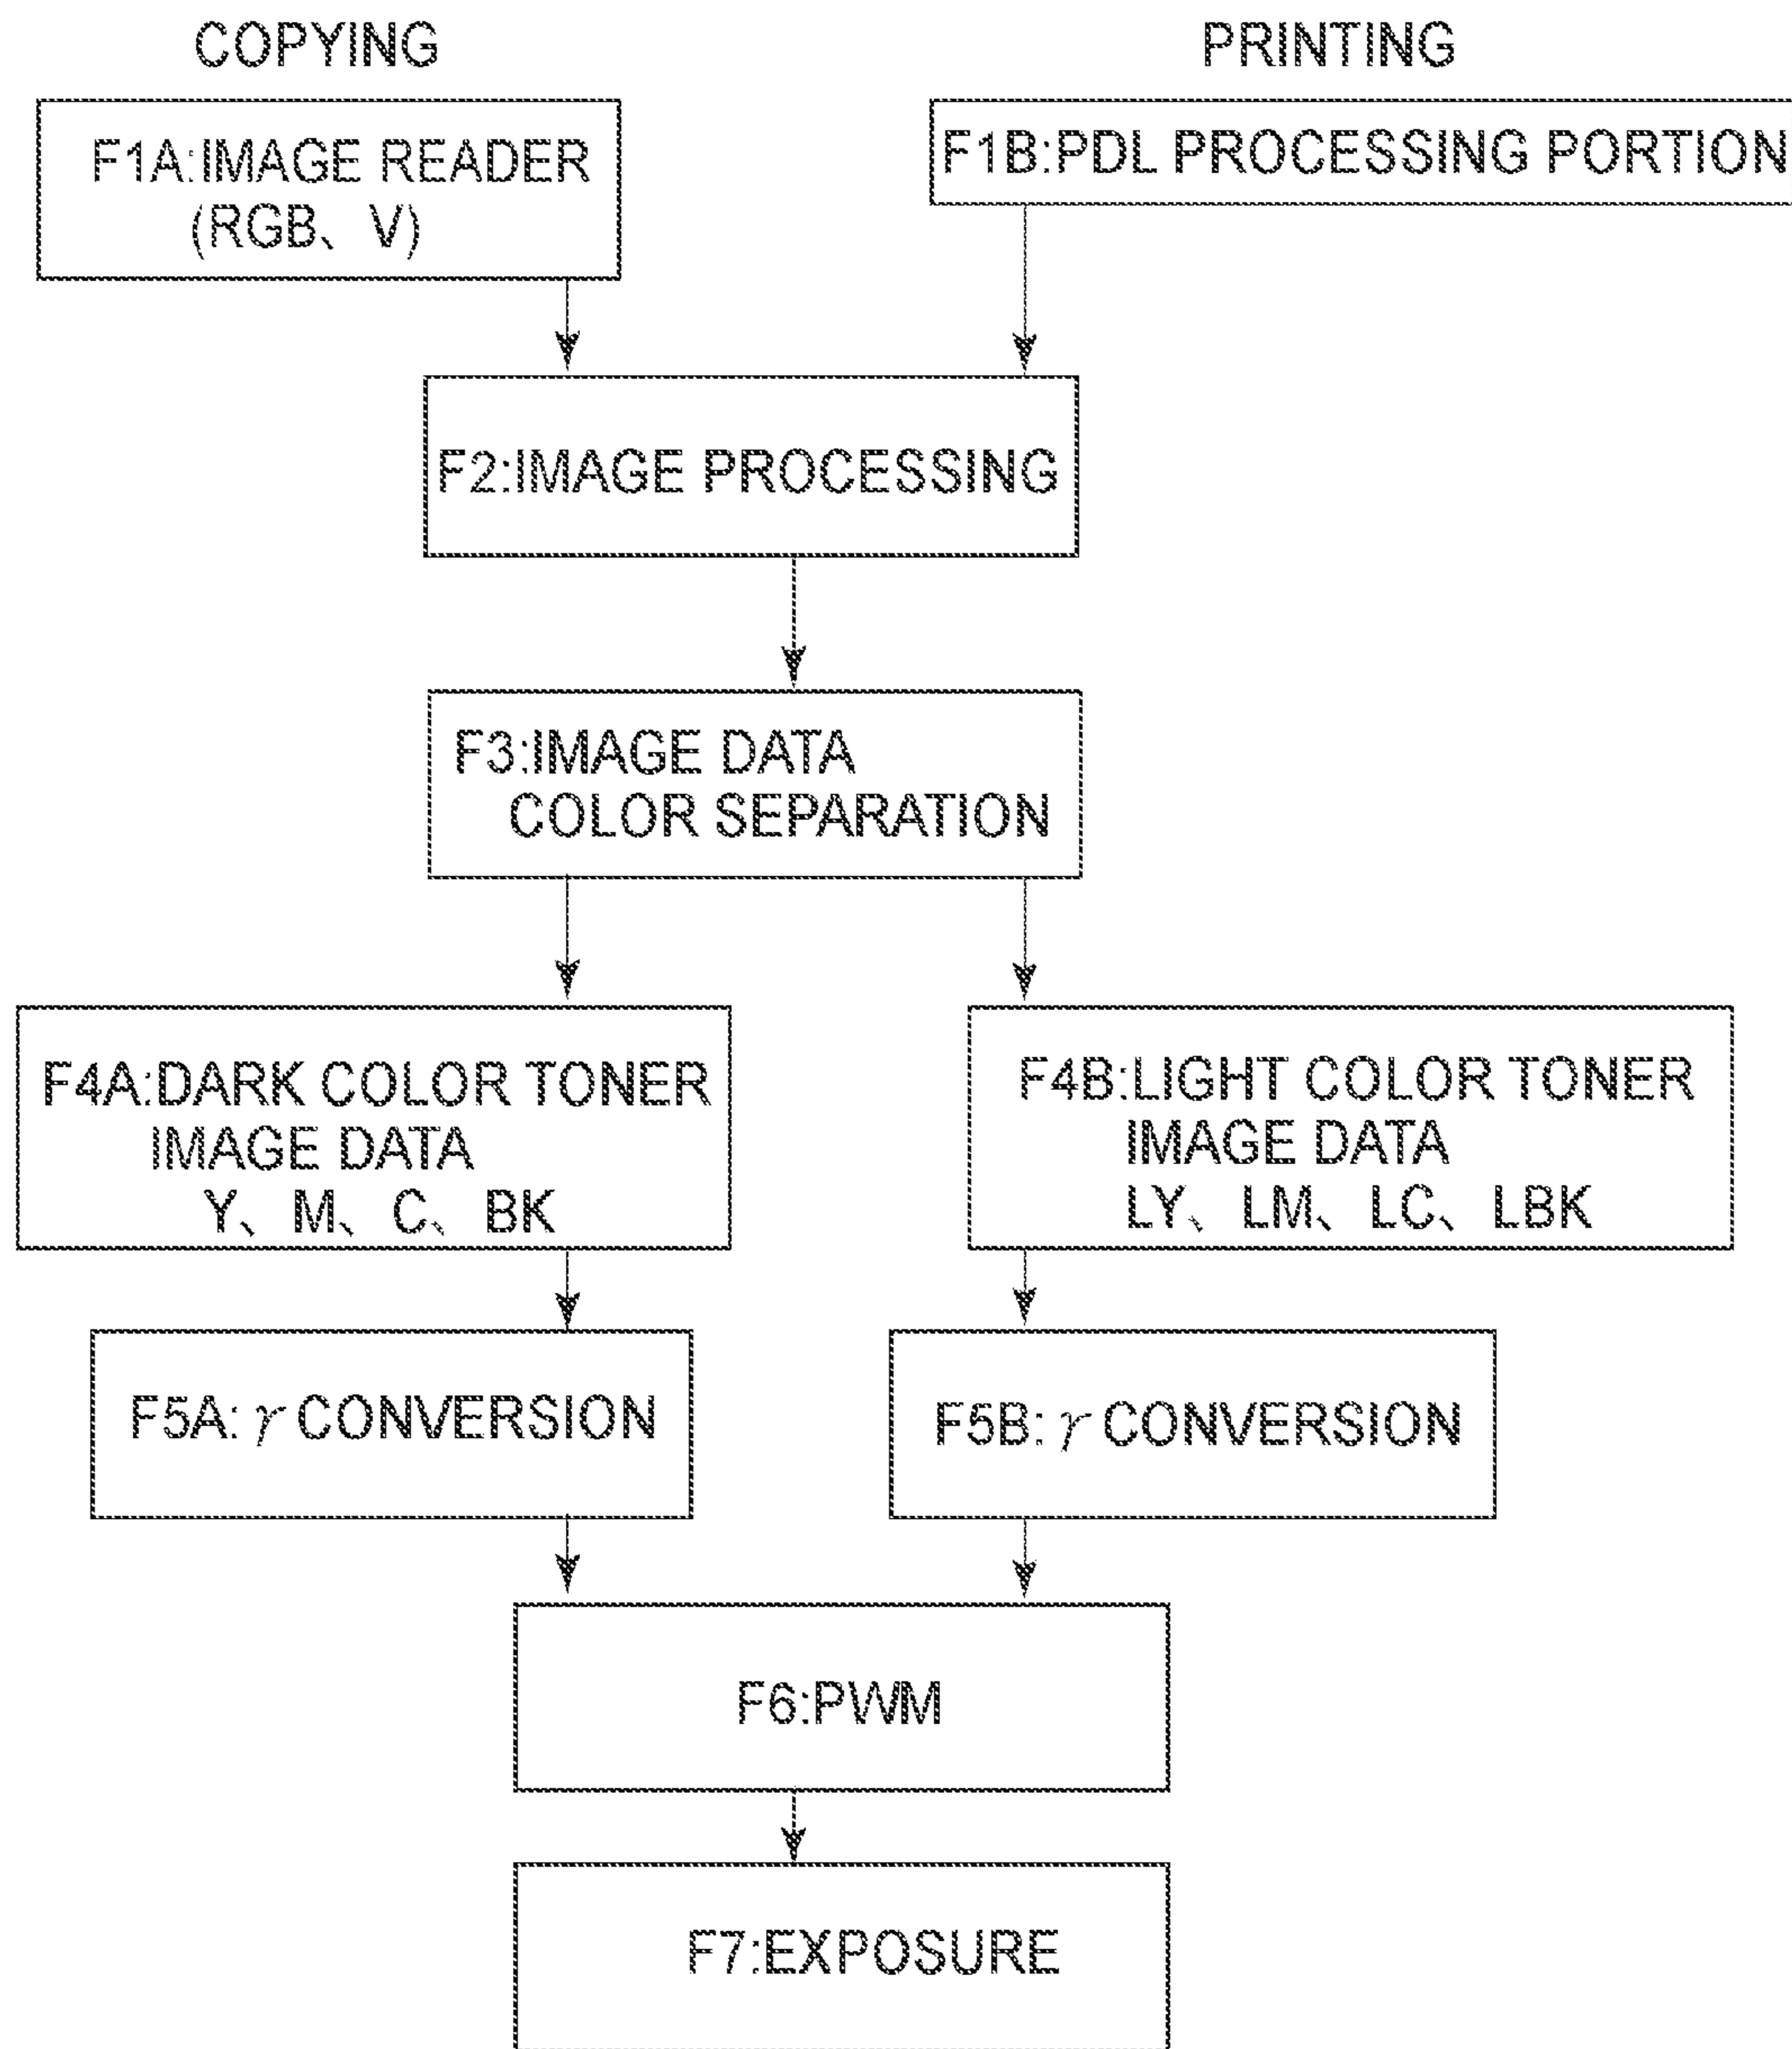 COPYING
PRINTING
F1A:IMAGE READER
(RGB、V)
F1B:PDL PROCESSING PORTION
F2:IMAGE PROCESSING
F3:IMAGE DATA
COLOR SEPARATION
F4A:DARK COLOR TONER
IMAGE DATA
Y、M、C、BK
F4B:LIGHT COLOR TONER
IMAGE DATA
LY、LM、LC、LBK
F5A:γ CONVERSION
F5B:γ CONVERSION
F6:PWM
F7:EXPOSURE